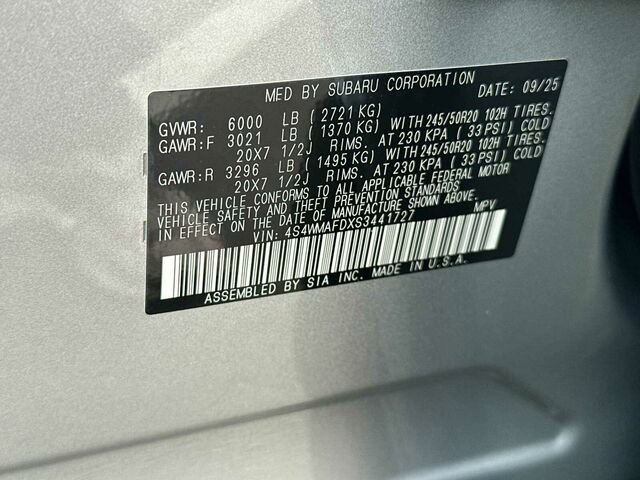 MFD BY SUBARU CORPORATION DATE: 09/25
GVWR: 6000 LB ( 2721 KG)
GAWR:F 3021 LB ( 1370 KG) WITH 245/50R20 102H TIRES.
20X7 1/2J RIMS. AT 230 KPA ( 33 PSI) COLD
GAWR:R 3296 LB ( 1495 KG) WITH 245/50R20 102H TIRES.
20X7 1/2J RIMS. AT 230 KPA ( 33 PSI) COLD
THIS VEHICLE CONFORMS TO ALL APPLICABLE FEDERAL MOTOR
VEHICLE SAFETY AND THEFT PREVENTION STANDARDS
IN EFFECT ON THE DATE OF MANUFACTURE SHOWN ABOVE.
VIN: 4S4WMAFDXS3441727 MPV
ASSEMBLED BY SIA INC. MADE IN U.S.A.